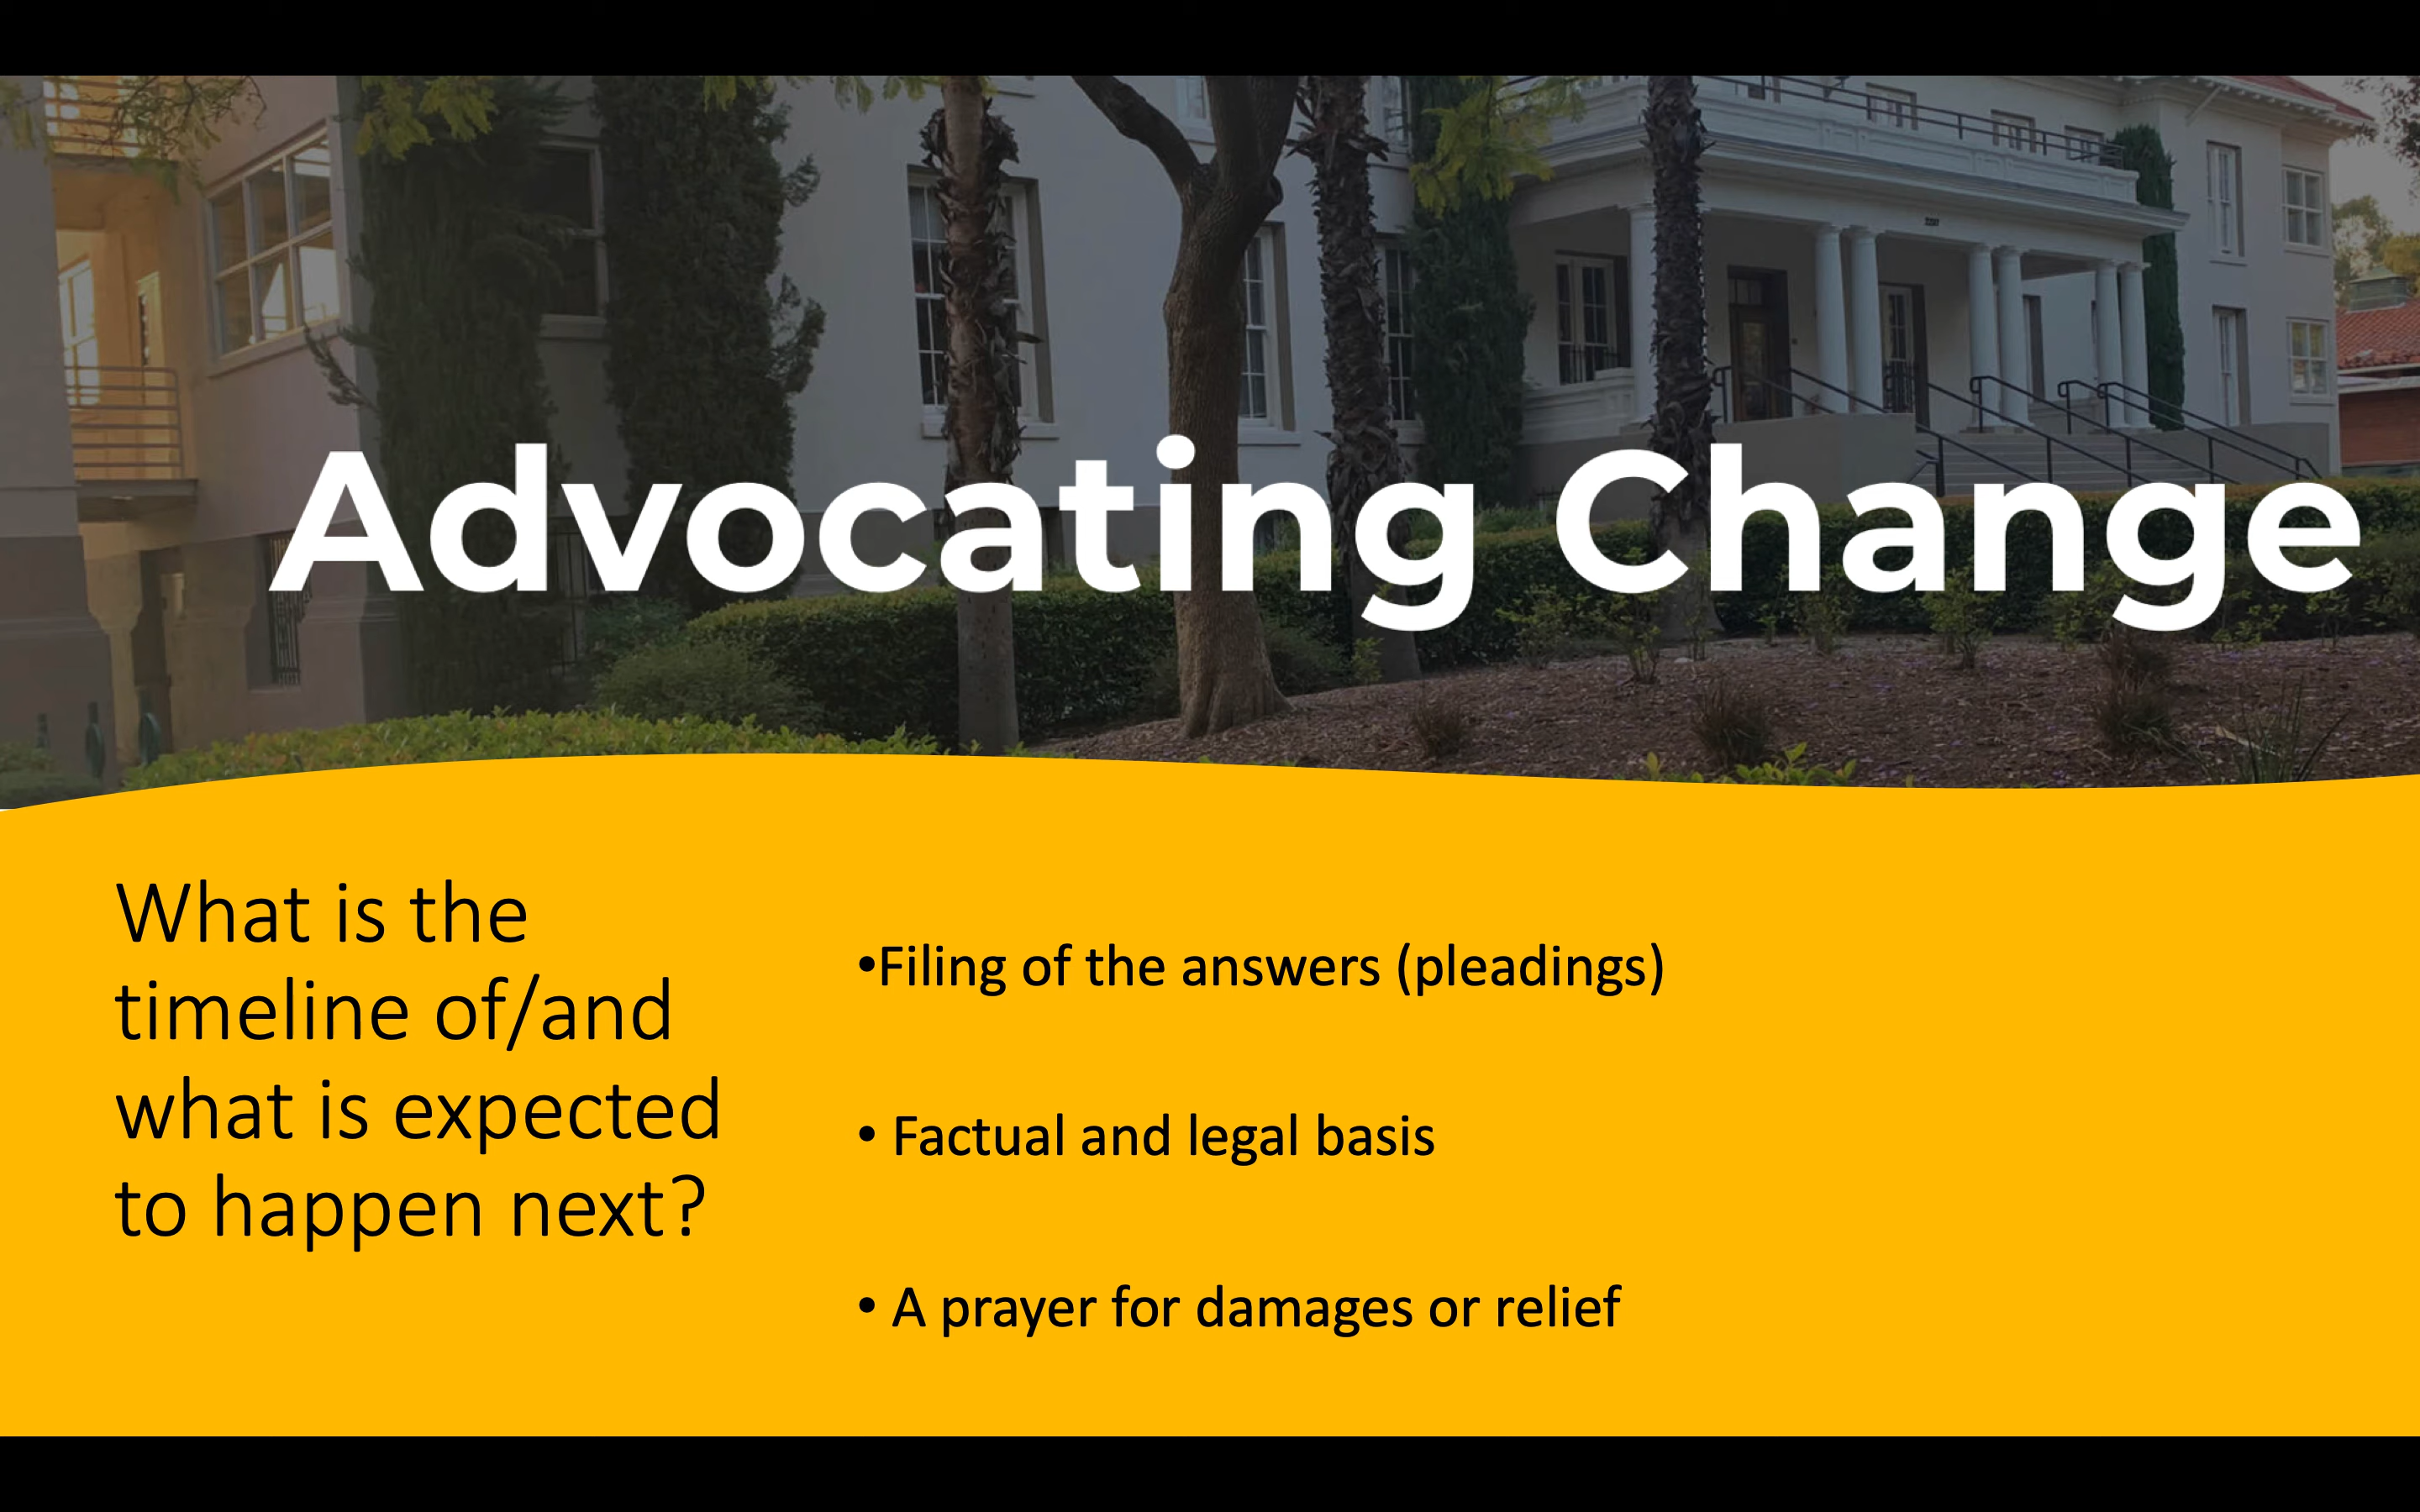 Advocating Change
What is the
timeline of/and
what is expected
to happen next?
•Filing of the answers (pleadings)
• Factual and legal basis
• A prayer for damages or relief